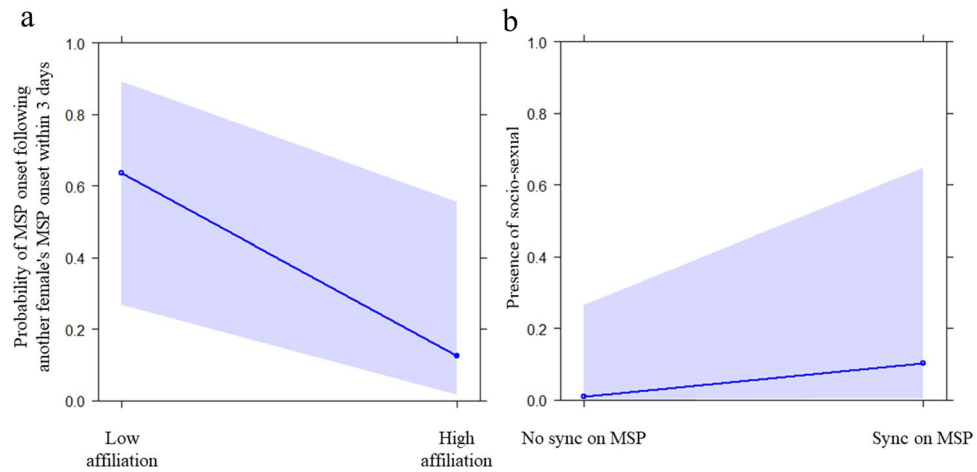 a
Probability of MSP onset following
another female's MSP onset within 3 days
1.0
0.8
0.6
0.4
0.2
0.0
Low
affiliation
High
affiliation
b
Presence of socio-sexual
1.0
0.8
0.6
0.4
0.2
0.0
No sync on MSP
Sync on MSP